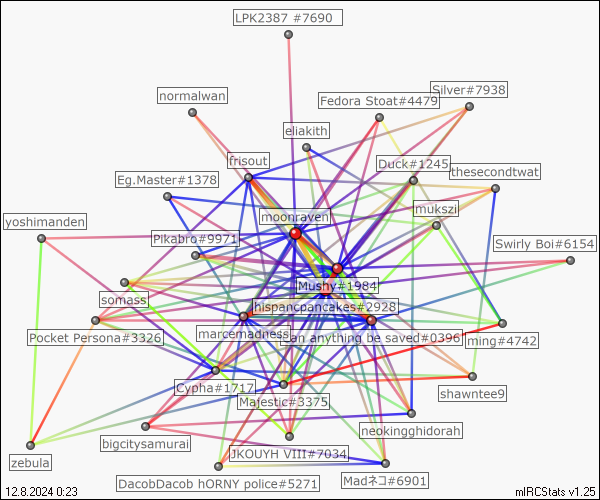 LPK2387 #7690
Silver#7938
normalwan
Fedora Stoat#4479
eliakith
frisout
Duck#1245
thesecondtwat
Eg.Master#1378
moonraven
mukszi
yoshimanden
Pikabro#9971
Swirly Boi#6154
Mushy#1984
somass
hispancpancakes#2928
marcemadness
an anything be saved#0396
Pocket Persona#3326
ming#4742
Cypha#1717
Majestic#3375
shawntee9
neokingghidorah
bigcitysamurai
JKOUYH VIII#7034
zebula
DacobDacob hORNY police#5271
Madネコ#6901
12.8.2024 0:23
mIRCStats v1.25